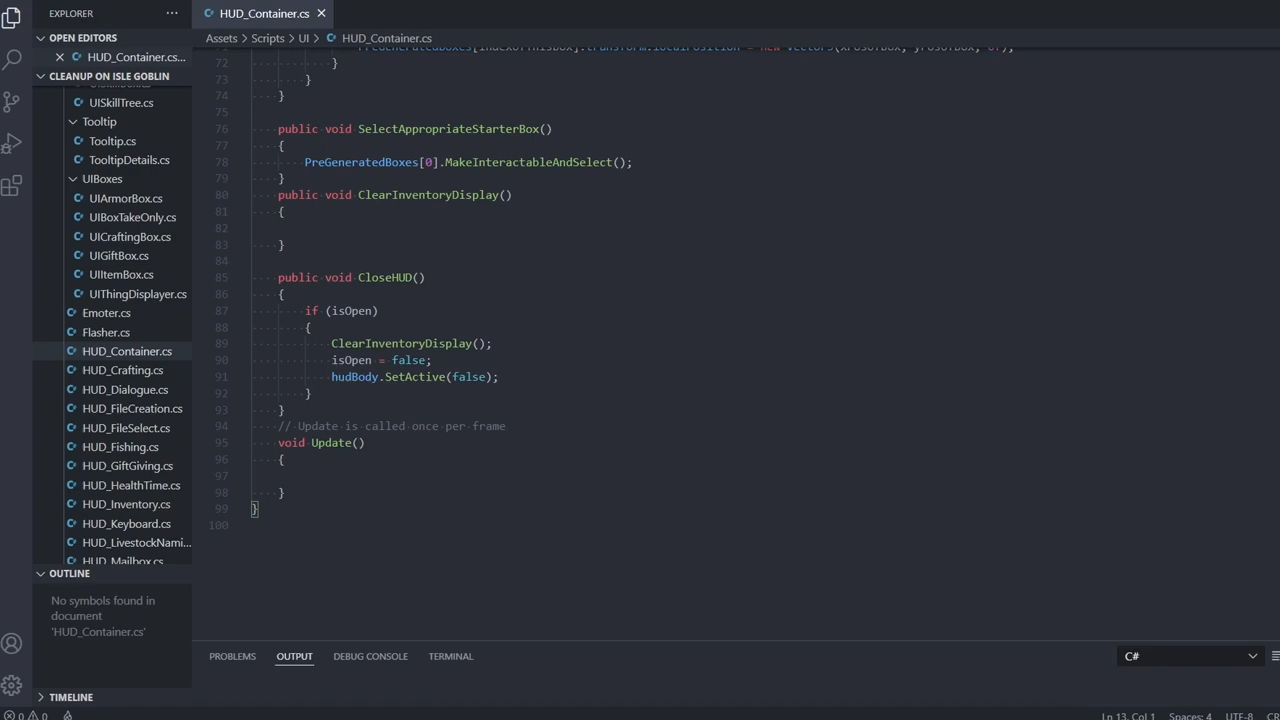 EXPLORER
HUD_Container.cs
OPEN EDITORS
HUD_Container.cs...
CLEANUP ON ISLE GOBLIN
UISkillTree.cs
Tooltip
Tooltip.cs
TooltipDetails.cs
UIBoxes
UIArmorBox.cs
UIBoxTakeOnly.cs
UICraftingBox.cs
UIGiftBox.cs
UIItemBox.cs
UIThingDisplayer.cs
Emoter.cs
Flasher.cs
HUD_Container.cs
HUD_Crafting.cs
HUD_Dialogue.cs
HUD_FileCreation.cs
HUD_FileSelect.cs
HUD_Fishing.cs
HUD_GiftGiving.cs
HUD_HealthTime.cs
HUD_Inventory.cs
HUD_Keyboard.cs
HUD_LivestockNami...
HUD_Mailbox.cs
OUTLINE
No symbols found in
document
'HUD_Container.cs'
TIMELINE
Assets > Scripts > UI > HUD_Container.cs
72 }
73 }
74 }
75
76 public void SelectAppropriateStarterBox()
77 {
78 PreGeneratedBoxes[0].MakeInteractableAndSelect();
79 }
80 public void ClearInventoryDisplay()
81 {
82
83 }
84
85 public void CloseHUD()
86 {
87 if (isOpen)
88 {
89 ClearInventoryDisplay();
90 isOpen = false;
91 hudBody.SetActive(false);
92 }
93 }
94 // Update is called once per frame
95 void Update()
96 {
97
98 }
99 }
100
PROBLEMS OUTPUT DEBUG CONSOLE TERMINAL
C#
0 0
Ln 13, Col 1 Spaces: 4 UTF-8